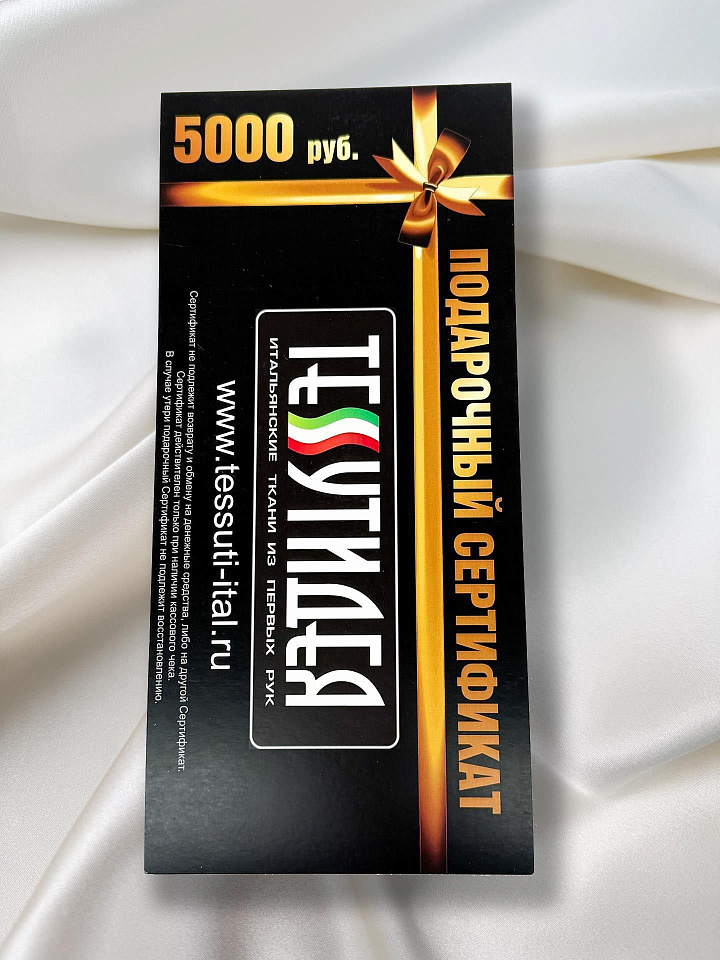 5000 руб.
ПОДАРОЧНЫЙ СЕРТИФИКАТ
ТЕSSУТИДЕЯ
ИТАЛЬЯНСКИЕ ТКАНИ ИЗ ПЕРВЫХ РУК
www.tessuti-ital.ru
Сертификат не подлежит возврату и обмену на денежные средства, либо на другой Сертификат.
Сертификат действителен только при наличии кассового чека.
В случае утери подарочный Сертификат не подлежит восстановлению.